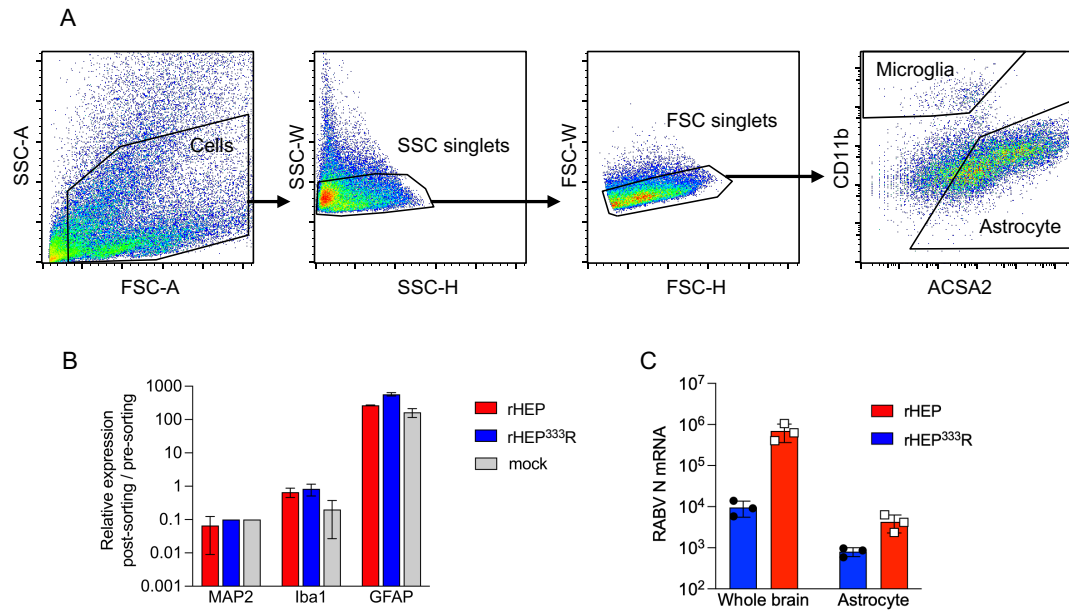 A
SSC-A
Cells
FSC-A
SSC-W
SSC singlets
SSC-H
FSC-W
FSC singlets
FSC-H
CD11b
Microglia
Astrocyte
ACSA2
B
Relative expression
post-sorting / pre-sorting
1000
100
10
1
0.1
0.01
0.001
MAP2 Iba1 GFAP
rHEP
rHEP³³³R
mock
C
RABV N mRNA
10⁷
10⁶
10⁵
10⁴
10³
10²
Whole brain Astrocyte
rHEP
rHEP³³³R